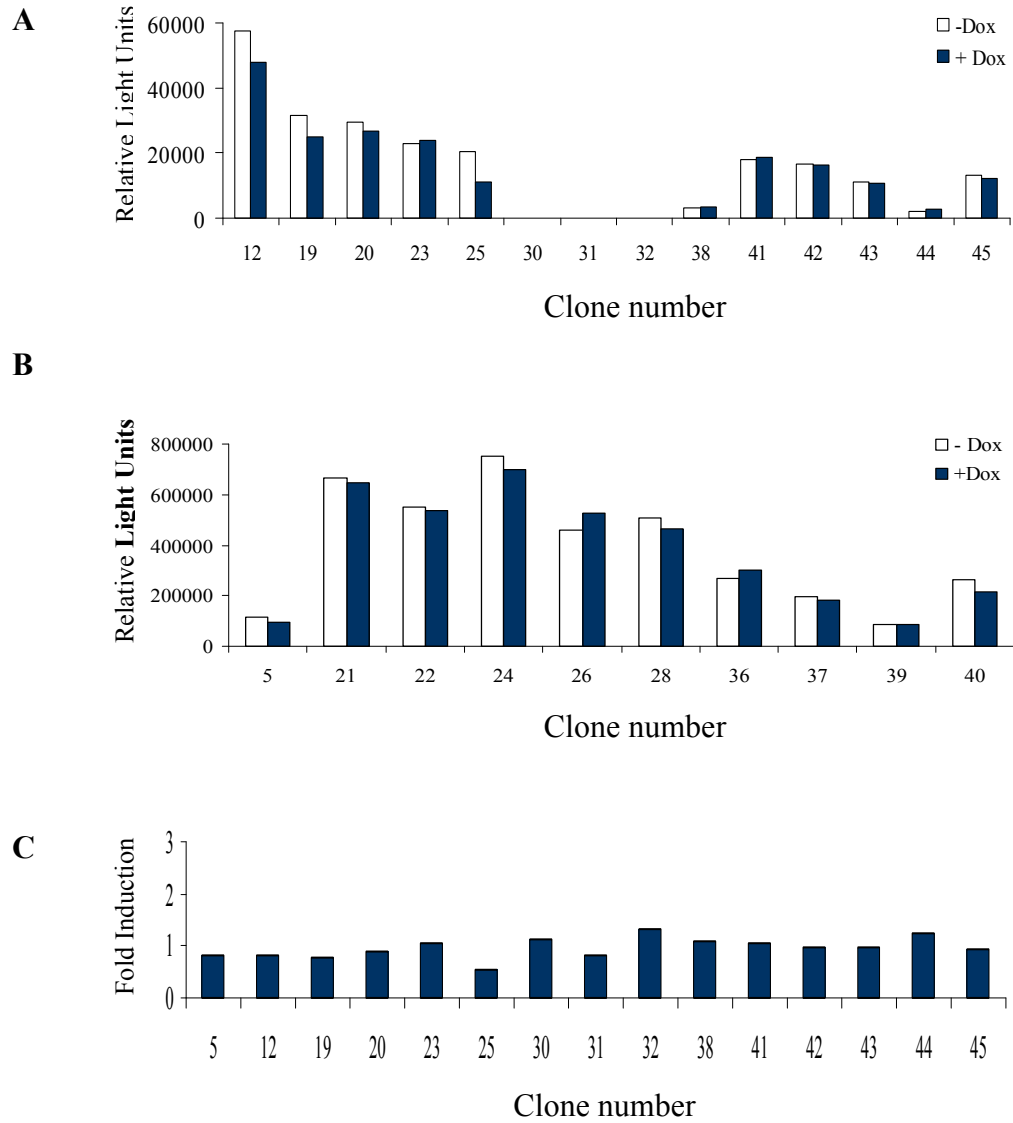 A
Relative Light Units
60000
40000
20000
0
-Dox
+ Dox
12 19 20 23 25 30 31 32 38 41 42 43 44 45
Clone number
B
Relative Light Units
800000
600000
400000
200000
0
- Dox
+Dox
5 21 22 24 26 28 36 37 39 40
Clone number
C
Fold Induction
3
2
1
0
5 12 19 20 23 25 30 31 32 38 41 42 43 44 45
Clone number